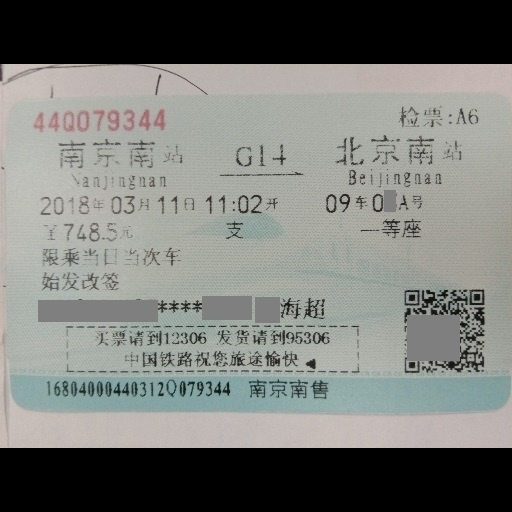 44Q079344
检票:A6
南京南站 G14 北京南站
Nanjingnan Beijingnan
2018年03月11日11:02开 09车0A号
￥748.5元 支 一等座
限乘当日当次车
始发改签
**** 海超
买票请到12306 发货请到95306
中国铁路祝您旅途愉快
16804000440312Q079344 南京南售